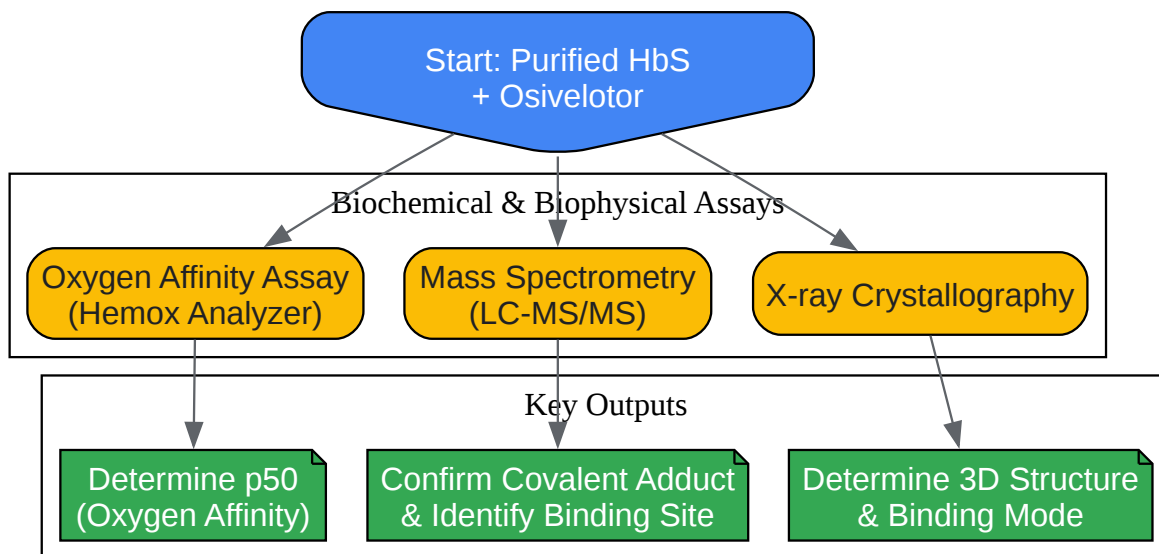 Start: Purified HbS
+ Osivelotor
Biochemical & Biophysical Assays
Oxygen Affinity Assay
(Hemox Analyzer)
Mass Spectrometry
(LC-MS/MS)
X-ray Crystallography
Key Outputs
Determine p50
(Oxygen Affinity)
Confirm Covalent Adduct
& Identify Binding Site
Determine 3D Structure
& Binding Mode